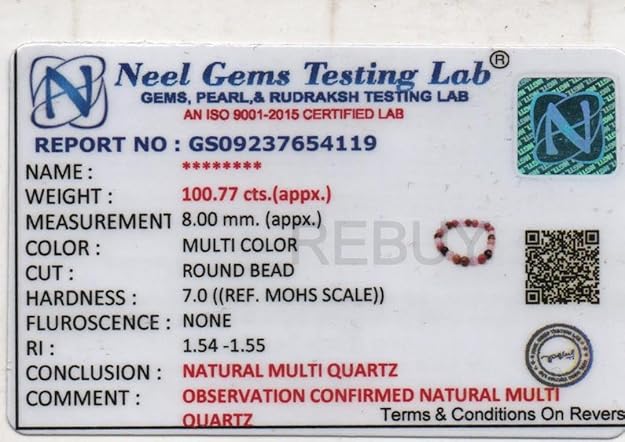 N Neel Gems Testing Lab®
GEMS, PEARL,& RUDRAKSH TESTING LAB
AN ISO 9001-2015 CERTIFIED LAB
REPORT NO : GS09237654119
NAME : ********
WEIGHT : 100.77 cts.(appx.)
MEASUREMENT 8.00 mm. (appx.)
COLOR : MULTI COLOR
REBUY
CUT : ROUND BEAD
HARDNESS : 7.0 ((REF. MOHS SCALE))
FLUROSCENCE : NONE
RI : 1.54 -1.55
CONCLUSION : NATURAL MULTI QUARTZ
COMMENT : OBSERVATION CONFIRMED NATURAL MULTI
QUARTZ
Terms & Conditions On Revers
N